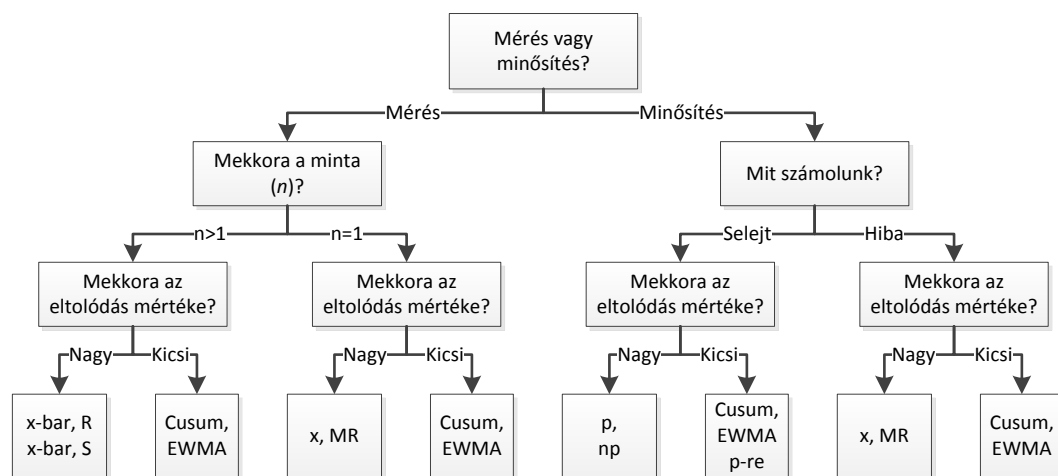 Mérés vagy
minősítés?
Mérés
Minősítés
Mekkora a minta
(n)?
Mit számolunk?
n>1
n=1
Selejt
Hiba
Mekkora az
eltolódás mértéke?
Mekkora az
eltolódás mértéke?
Mekkora az
eltolódás mértéke?
Mekkora az
eltolódás mértéke?
Nagy
Kicsi
Nagy
Kicsi
Nagy
Kicsi
Nagy
Kicsi
x-bar, R
x-bar, S
Cusum,
EWMA
x, MR
Cusum,
EWMA
p,
np
Cusum,
EWMA
p-re
x, MR
Cusum,
EWMA